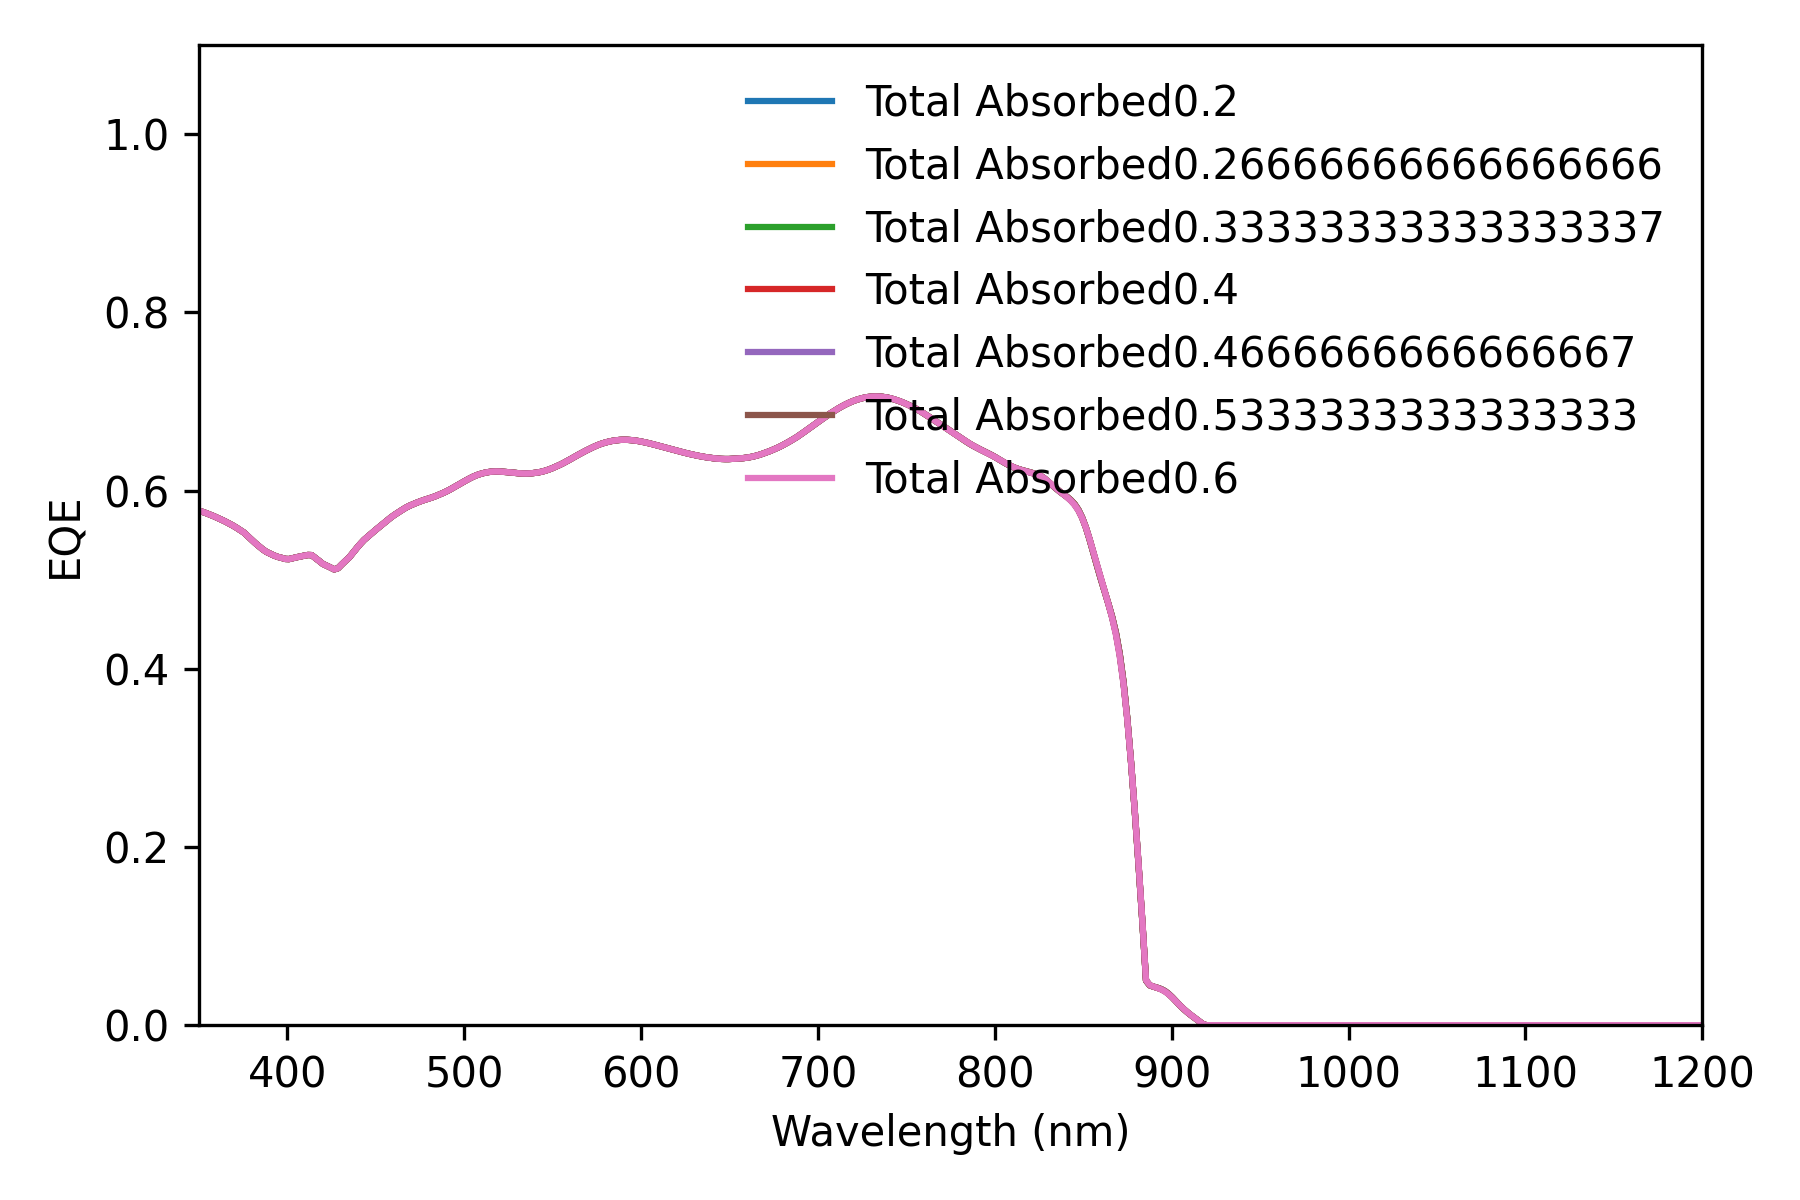 1.0
0.8
0.6
0.4
0.2
0.0
EQE
Total Absorbed0.2
Total Absorbed0.26666666666666666
Total Absorbed0.33333333333333337
Total Absorbed0.4
Total Absorbed0.4666666666666667
Total Absorbed0.5333333333333333
Total Absorbed0.6
400 500 600 700 800 900 1000 1100 1200
Wavelength (nm)